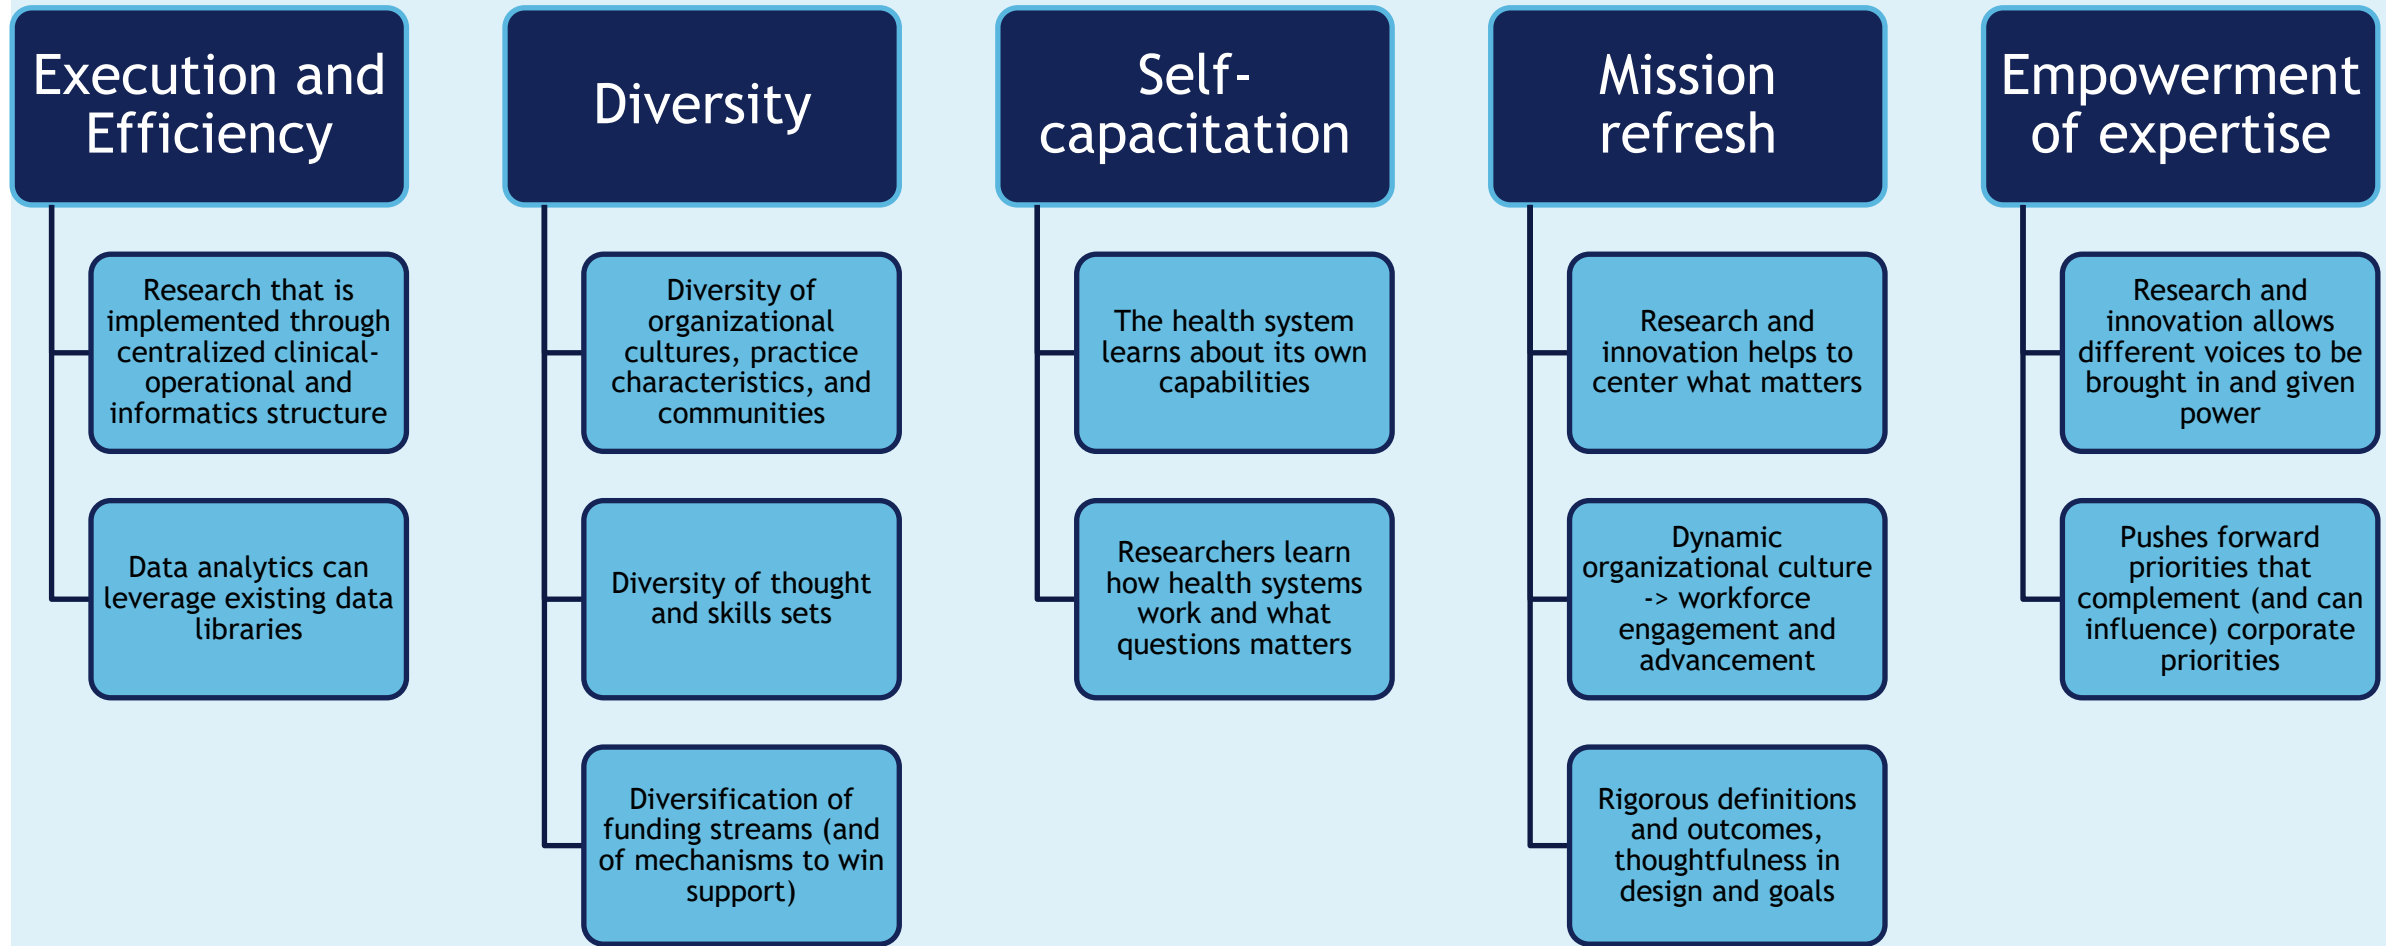 Execution and
Efficiency
Research that is
implemented through
centralized clinical-
operational and
informatics structure
Data analytics can
leverage existing data
libraries
Diversity
Diversity of
organizational
cultures, practice
characteristics, and
communities
Diversity of thought
and skills sets
Diversification of
funding streams (and
of mechanisms to win
support)
Self-
capacitation
The health system
learns about its own
capabilities
Researchers learn
how health systems
work and what
questions matters
Mission
refresh
Research and
innovation helps to
center what matters
Dynamic
organizational culture
-> workforce
engagement and
advancement
Rigorous definitions
and outcomes,
thoughtfulness in
design and goals
Empowerment
of expertise
Research and
innovation allows
different voices to be
brought in and given
power
Pushes forward
priorities that
complement (and can
influence) corporate
priorities